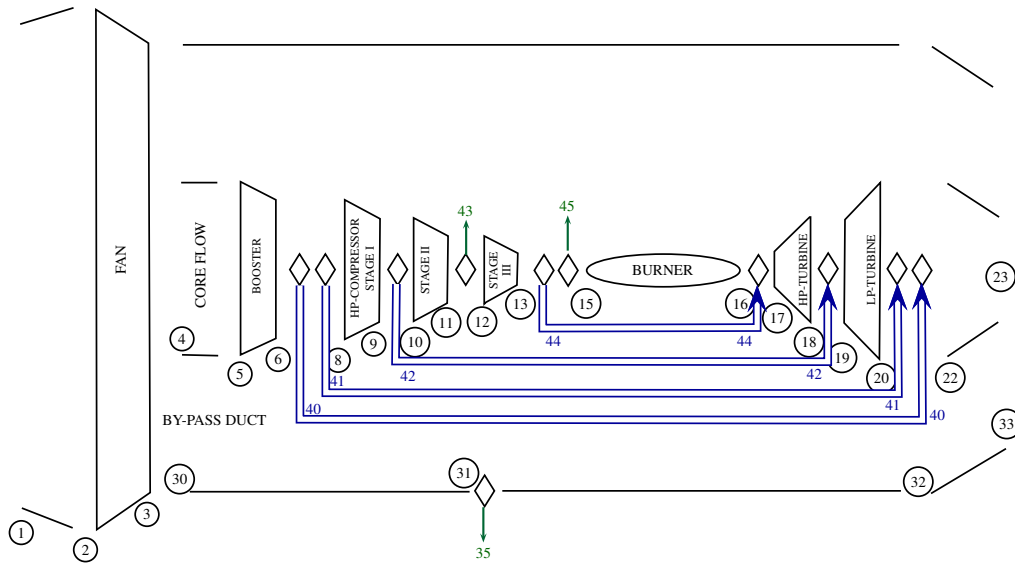 FAN
CORE FLOW
BOOSTER
HP-COMPRESSOR
STAGE I
STAGE II
43
STAGE
III
45
BURNER
HP-TURBINE
LP-TURBINE
23
4
5
6
8
9
10
11
12
13
15
16
17
18
19
20
22
44
44
42
42
41
41
40
40
BY-PASS DUCT
30
31
32
33
1
2
3
35